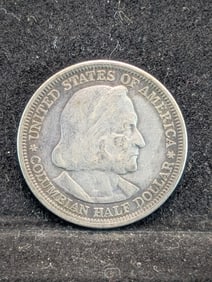 UNITED STATES OF AMERICA
COLUMBIAN HALF DOLLAR